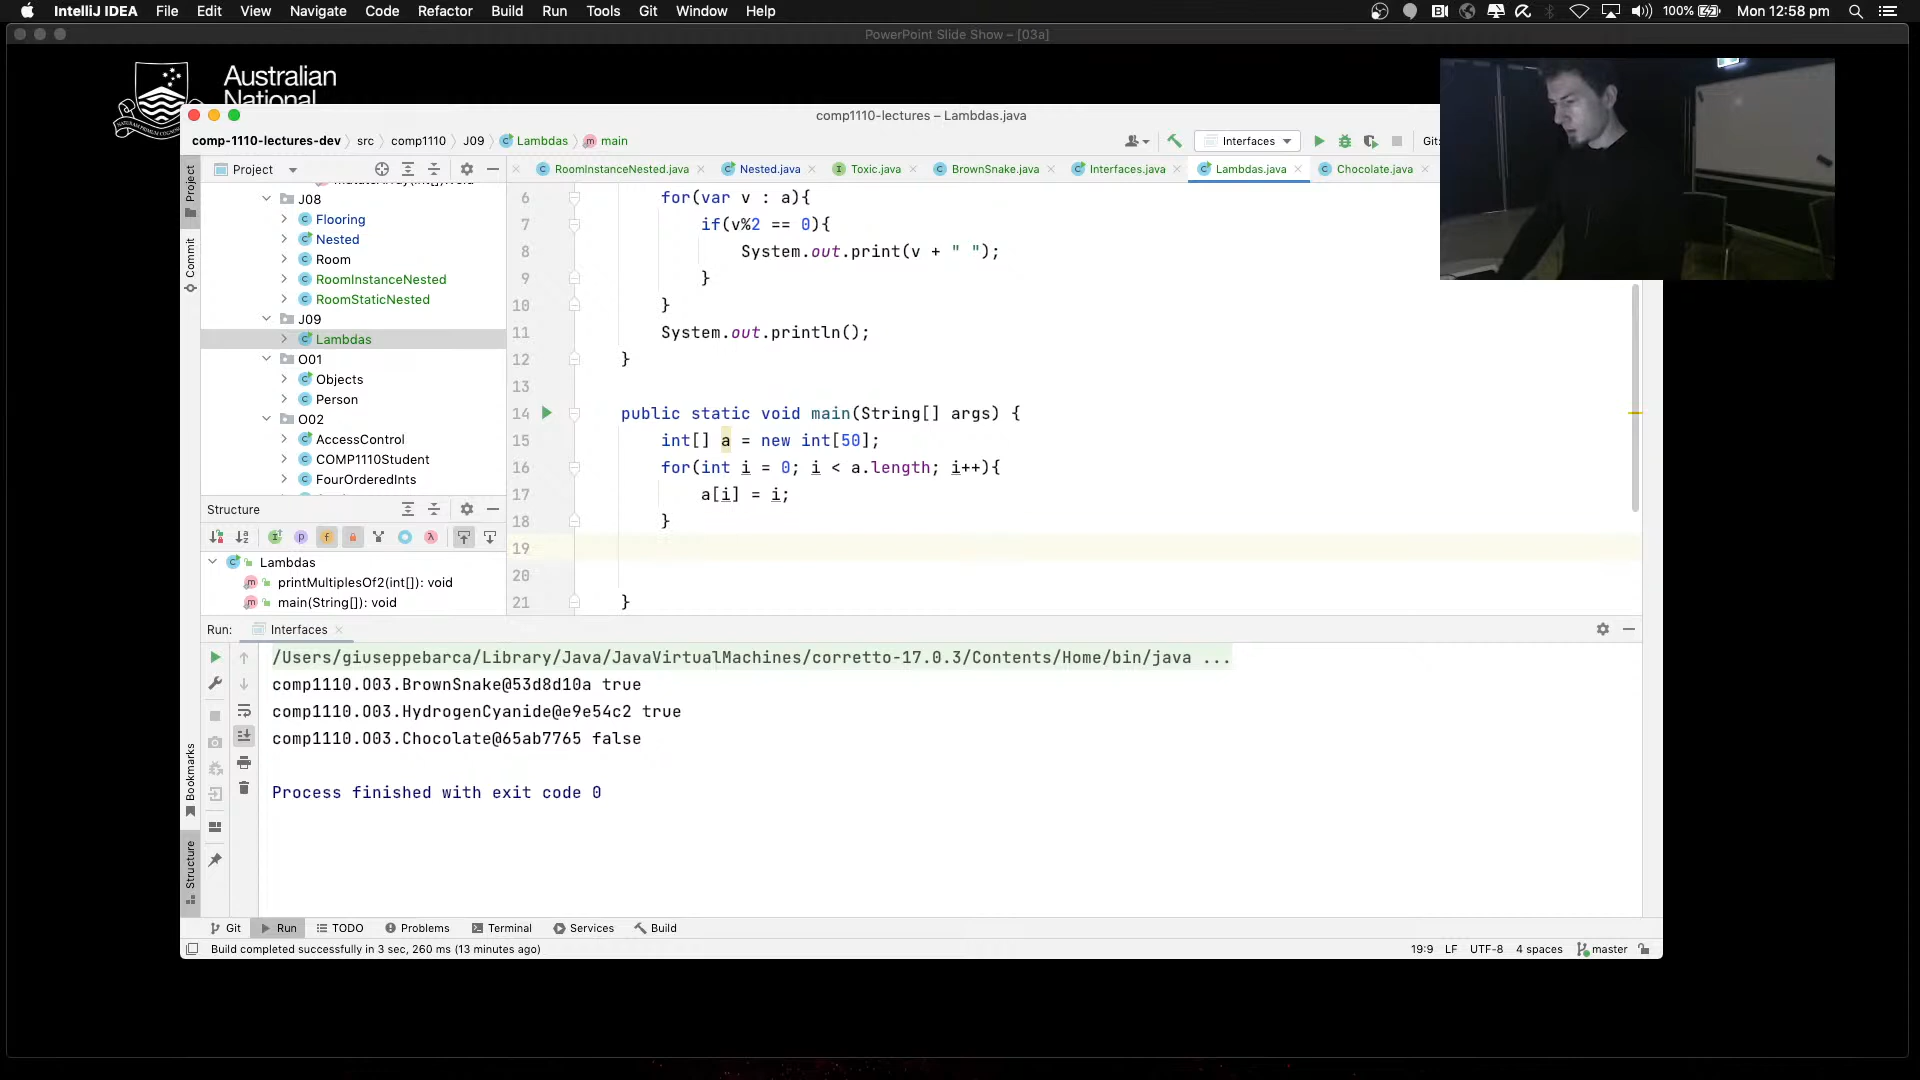 IntelliJ IDEA File Edit View Navigate Code Refactor Build Run Tools Git Window Help 100% Mon 12:58 pm
PowerPoint Slide Show – [03a]
Australian
National
comp1110-lectures – Lambdas.java
comp-1110-lectures-dev src comp1110 J09 Lambdas main Interfaces Git:
Project RoomInstanceNested.java Nested.java Toxic.java BrownSnake.java Interfaces.java Lambdas.java Chocolate.java
J08
Flooring
Nested
Room
RoomInstanceNested
RoomStaticNested
J09
Lambdas
O01
Objects
Person
O02
AccessControl
COMP1110Student
FourOrderedInts
6 for(var v : a){
7 if(v%2 == 0){
8 System.out.print(v + " ");
9 }
10 }
11 System.out.println();
12 }
13
14 public static void main(String[] args) {
15 int[] a = new int[50];
16 for(int i = 0; i < a.length; i++){
17 a[i] = i;
18 }
19
20
21 }
Structure
Lambdas
printMultiplesOf2(int[]): void
main(String[]): void
Project
Commit
Bookmarks
Structure
Run: Interfaces
/Users/giuseppebarca/Library/Java/JavaVirtualMachines/corretto-17.0.3/Contents/Home/bin/java ...
comp1110.O03.BrownSnake@53d8d10a true
comp1110.O03.HydrogenCyanide@e9e54c2 true
comp1110.O03.Chocolate@65ab7765 false
Process finished with exit code 0
Git Run TODO Problems Terminal Services Build
Build completed successfully in 3 sec, 260 ms (13 minutes ago) 19:9 LF UTF-8 4 spaces master